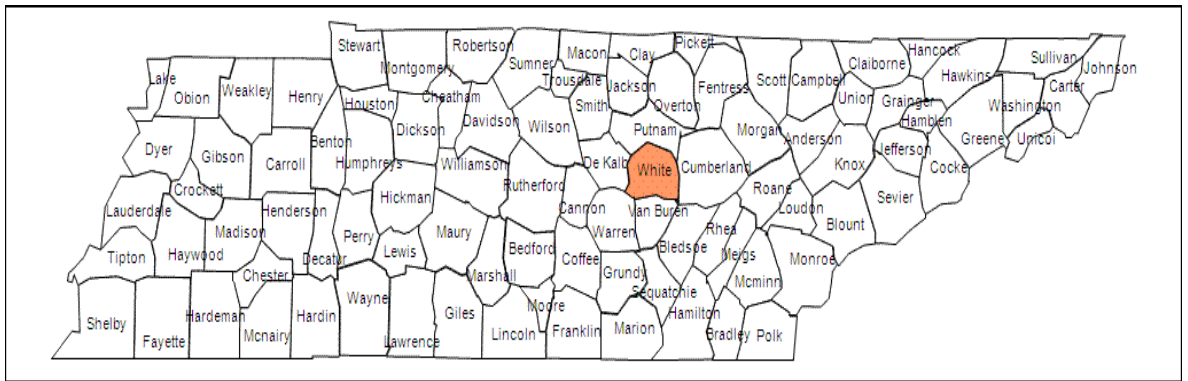 Stewart
Robertson
Macon
Clay
Pickett
Hancock
Sullivan
Johnson
Lake
Obion
Weakley
Henry
Montgomery
Sumner
Trousdale
Jackson
Fentress
Scott
Campbell
Claiborne
Hawkins
Carter
Houston
Cheatham
Smith
Overton
Union
Grainger
Washington
Dickson
Davidson
Wilson
Putnam
Morgan
Anderson
Hamblen
Greene
Unicoi
Dyer
Gibson
Carroll
Benton
Humphreys
Williamson
De Kalb
White
Cumberland
Knox
Jefferson
Cocke
Crockett
Hickman
Rutherford
Roane
Sevier
Lauderdale
Henderson
Cannon
Van Buren
Loudon
Madison
Perry
Maury
Warren
Rhea
Blount
Tipton
Haywood
Decatur
Lewis
Bedford
Coffee
Bledsoe
Meigs
Monroe
Chester
Marshall
Grundy
Mcminn
Wayne
Moore
Sequatchie
Shelby
Fayette
Hardeman
Mcnairy
Hardin
Lawrence
Giles
Lincoln
Franklin
Marion
Hamilton
Bradley
Polk